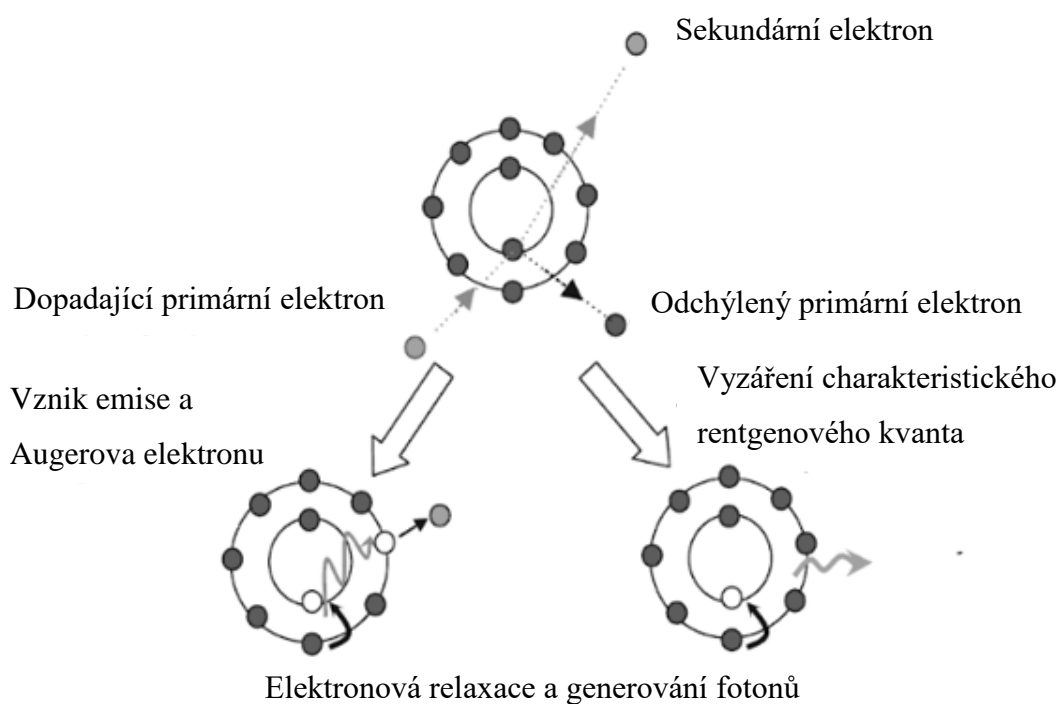 Sekundární elektron
Dopadající primární elektron
Odchýlený primární elektron
Vznik emise a
Augerova elektronu
Vyzáření charakteristického
rentgenového kvanta
Elektronová relaxace a generování fotonů